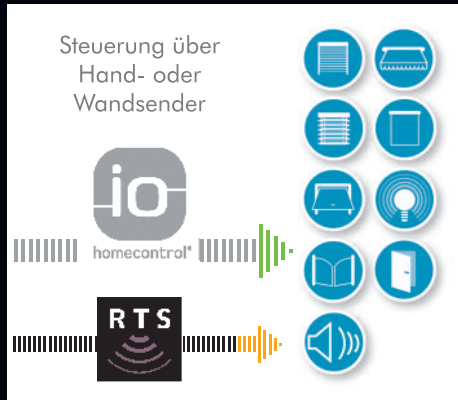 Steuerung über
Hand- oder
Wandsender
io
homecontrol®
RTS